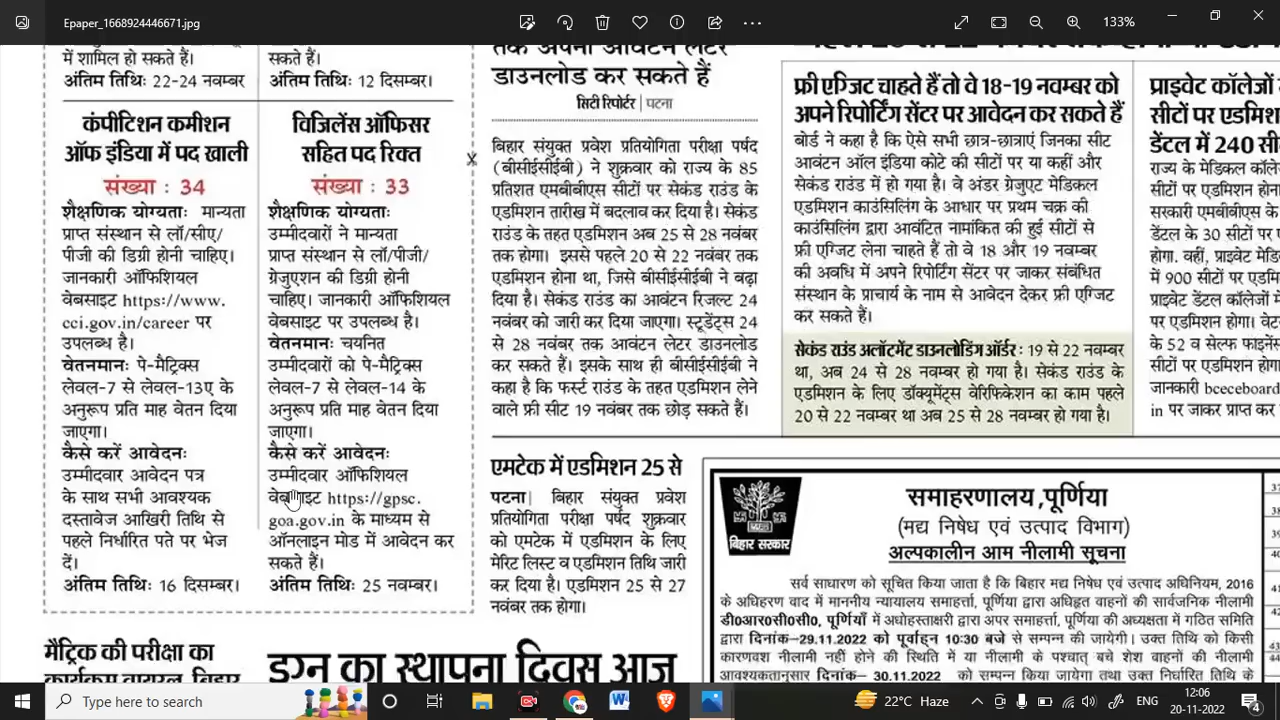 Epaper_1668924446671.jpg
133%
में शामिल हो सकते हैं।
अंतिम तिथि: 22-24 नवम्बर
कंपीटिशन कमीशन
ऑफ इंडिया में पद खाली
संख्या : 34
शैक्षणिक योग्यता: मान्यता
प्राप्त संस्थान से लॉ/सीए/
पीजी की डिग्री होनी चाहिए।
जानकारी ऑफिशियल
वेबसाइट https://www.
cci.gov.in/career पर
उपलब्ध है।
वेतनमान: पे-मैट्रिक्स
लेवल-7 से लेवल-13ए के
अनुरूप प्रति माह वेतन दिया
जाएगा।
कैसे करें आवेदन:
उम्मीदवार आवेदन पत्र
के साथ सभी आवश्यक
दस्तावेज आखिरी तिथि से
पहले निर्धारित पते पर भेज
दें।
अंतिम तिथि: 16 दिसम्बर।
सकते हैं।
अंतिम तिथि: 12 दिसम्बर।
विजिलेंस ऑफिसर
सहित पद रिक्त
संख्या : 33
शैक्षणिक योग्यता:
उम्मीदवारों ने मान्यता
प्राप्त संस्थान से लॉ/पीजी/
ग्रेजुएशन की डिग्री होनी
चाहिए। जानकारी ऑफिशियल
वेबसाइट पर उपलब्ध है।
वेतनमान: चयनित
उम्मीदवारों को पे-मैट्रिक्स
लेवल-7 से लेवल-14 के
अनुरूप प्रति माह वेतन दिया
जाएगा।
कैसे करें आवेदन:
उम्मीदवार ऑफिशियल
वेबसाइट https://gpsc.
goa.gov.in के माध्यम से
ऑनलाइन मोड में आवेदन कर
सकते हैं।
अंतिम तिथि: 25 नवम्बर।
तक अपना आवंटन लेटर
डाउनलोड कर सकते हैं
सिटी रिपोर्टर | पटना
बिहार संयुक्त प्रवेश प्रतियोगिता परीक्षा पर्षद
(बीसीईसीईबी) ने शुक्रवार को राज्य के 85
प्रतिशत एमबीबीएस सीटों पर सेकंड राउंड के
एडमिशन तारीख में बदलाव कर दिया है। सेकंड
राउंड के तहत एडमिशन अब 25 से 28 नवंबर
तक होगा। इससे पहले 20 से 22 नवंबर तक
एडमिशन होना था, जिसे बीसीईसीईबी ने बढ़ा
दिया है। सेकंड राउंड का आवंटन रिजल्ट 24
नवंबर को जारी कर दिया जाएगा। स्टूडेंट्स 24
से 28 नवंबर तक आवंटन लेटर डाउनलोड
कर सकते हैं। इसके साथ ही बीसीईसीईबी ने
कहा है कि फर्स्ट राउंड के तहत एडमिशन लेने
वाले फ्री सीट 19 नवंबर तक छोड़ सकते हैं।
फ्री एग्जिट चाहते हैं तो वे 18-19 नवम्बर को
अपने रिपोर्टिंग सेंटर पर आवेदन कर सकते हैं
बोर्ड ने कहा है कि ऐसे सभी छात्र-छात्राएं जिनका सीट
आवंटन ऑल इंडिया कोटे की सीटों पर या कहीं और
सेकंड राउंड में हो गया है। वे अंडर ग्रेजुएट मेडिकल
एडमिशन काउंसिलिंग के आधार पर प्रथम चक्र की
काउंसिलिंग द्वारा आवंटित नामांकित की हुई सीटों से
फ्री एग्जिट लेना चाहते हैं तो वे 18 और 19 नवम्बर
की अवधि में अपने रिपोर्टिंग सेंटर पर जाकर संबंधित
संस्थान के प्राचार्य के नाम से आवेदन देकर फ्री एग्जिट
कर सकते हैं।
सेकंड राउंड अलॉटमेंट डाउनलोडिंग ऑर्डर : 19 से 22 नवम्बर
था, अब 24 से 28 नवम्बर हो गया है। सेकंड राउंड के
एडमिशन के लिए डॉक्यूमेंट्स वेरिफिकेशन का काम पहले
20 से 22 नवम्बर था अब 25 से 28 नवम्बर हो गया है।
प्राइवेट कॉलेजों
सीटों पर एडमि
डेंटल में 240 सी
राज्य के मेडिकल कॉले
सीटों पर एडमिशन होन
सरकारी एमबीबीएस के
डेंटल के 30 सीटों पर ए
होगा. वहीं, प्राइवेट मेडि
में 900 सीटों पर एडमि
प्राइवेट डेंटल कॉलेजों में
पर एडमिशन होगा। वेट
के 52 व सेल्फ फाइनेंस
सीटों पर एडमिशन होगा।
जानकारी bceceboard
in पर जाकर प्राप्त कर
एमटेक में एडमिशन 25 से
पटना| बिहार संयुक्त प्रवेश
प्रतियोगिता परीक्षा पर्षद शुक्रवार
को एमटेक में एडमिशन के लिए
मेरिट लिस्ट व एडमिशन तिथि जारी
कर दिया है। एडमिशन 25 से 27
नवंबर तक होगा।
बिहार सरकार
समाहरणालय,पूर्णिया
(मद्य निषेध एवं उत्पाद विभाग)
अल्पकालीन आम नीलामी सूचना
सर्व साधारण को सूचित किया जाता है कि बिहार मद्य निषेध एवं उत्पाद अधिनियम, 2016
के अधिहरण वाद में माननीय न्यायालय समाहर्त्ता, पूर्णिया द्वारा अधिहृत वाहनों की सार्वजनिक नीलामी
डी0आर0सी0सी0, पूर्णियाँ में अधोहस्ताक्षरी द्वारा अपर समाहर्त्ता, पूर्णिया की अध्यक्षता में गठित समिति
द्वारा दिनांक-29.11.2022 को पूर्वाहन 10:30 बजे से सम्पन्न की जायेगी। उक्त तिथि को किसी
कारणवश नीलामी नहीं होने की स्थिति में या नीलामी के पश्चात् बचे शेश वाहनों की नीलामी
आवश्यकतानुसार दिनांक- 30.11.2022 को सम्पन्न किया जायेगा तथा उक्त निर्धारित तिथि के
मैट्रिक की परीक्षा का
इग्नू का स्थापना दिवस आज
Type here to search
22°C Haze
ENG
12:06
20-11-2022
4